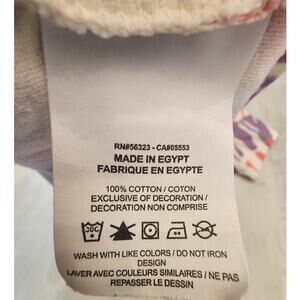 RN#56323 - CA#05553
MADE IN EGYPT
FABRIQUE EN EGYPTE
100% COTTON / COTON
EXCLUSIVE OF DECORATION /
DECORATION NON COMPRISE
30C
WASH WITH LIKE COLORS / DO NOT IRON
DESIGN
LAVER AVEC COULEURS SIMILAIRES / NE PAS
REPASSER LE DESSIN